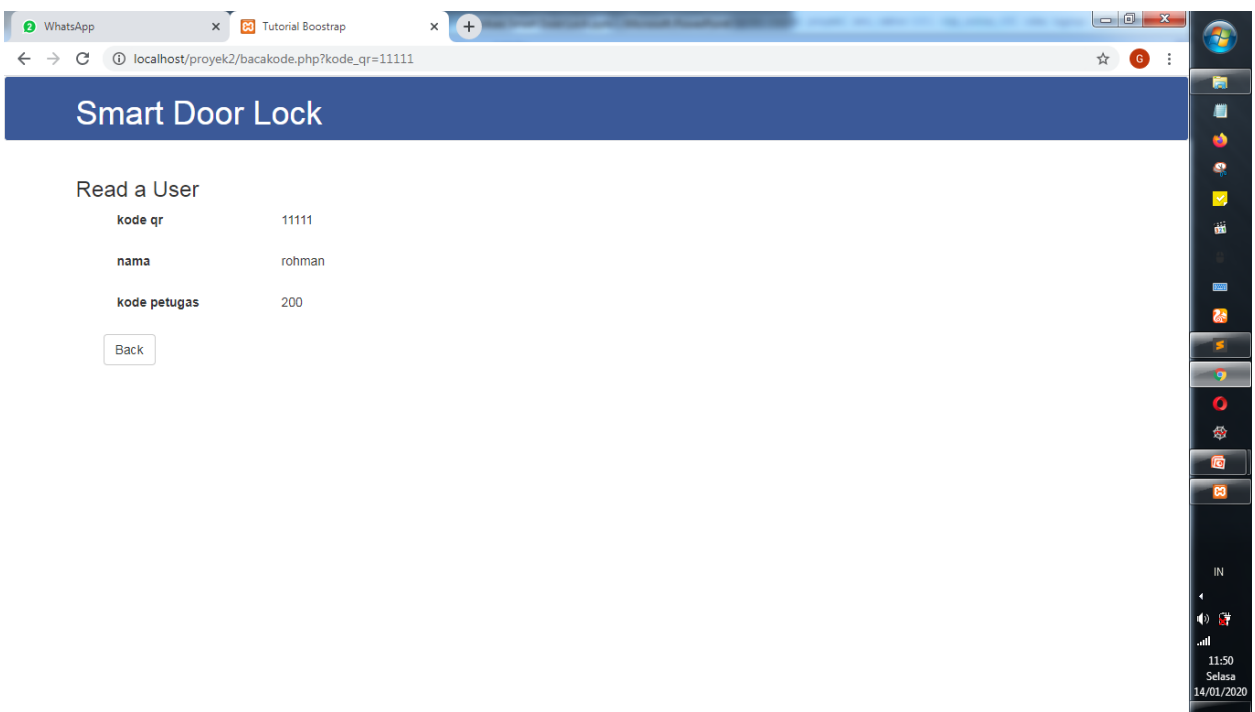 2 WhatsApp
Tutorial Boostrap
localhost/proyek2/bacakode.php?kode_qr=11111
G
Smart Door Lock
Read a User
kode qr 11111
nama rohman
kode petugas 200
Back
IN
11:50
Selasa
14/01/2020